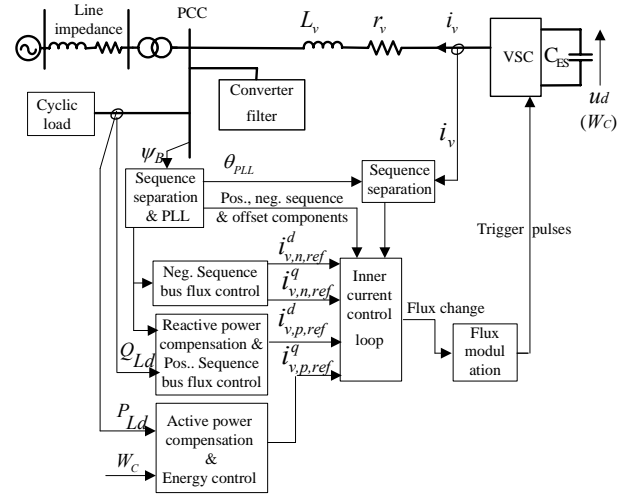 Line
impedance
PCC
L_v
r_v
i_v
VSC
C_ES
u_d
(W_C)
Cyclic
load
Converter
filter
i_v
ψ_B
θ_PLL
Sequence
separation
& PLL
Sequence
separation
Pos., neg. sequence
& offset components
Trigger pulses
Neg. Sequence
bus flux control
i^d_v,n,ref
i^q_v,n,ref
Inner
current control
loop
Flux change
Flux
modul
ation
Reactive power
compensation &
Pos.. Sequence
bus flux control
i^d_v,p,ref
i^q_v,p,ref
Q_Ld
P_Ld
Active power
compensation
&
Energy control
W_C